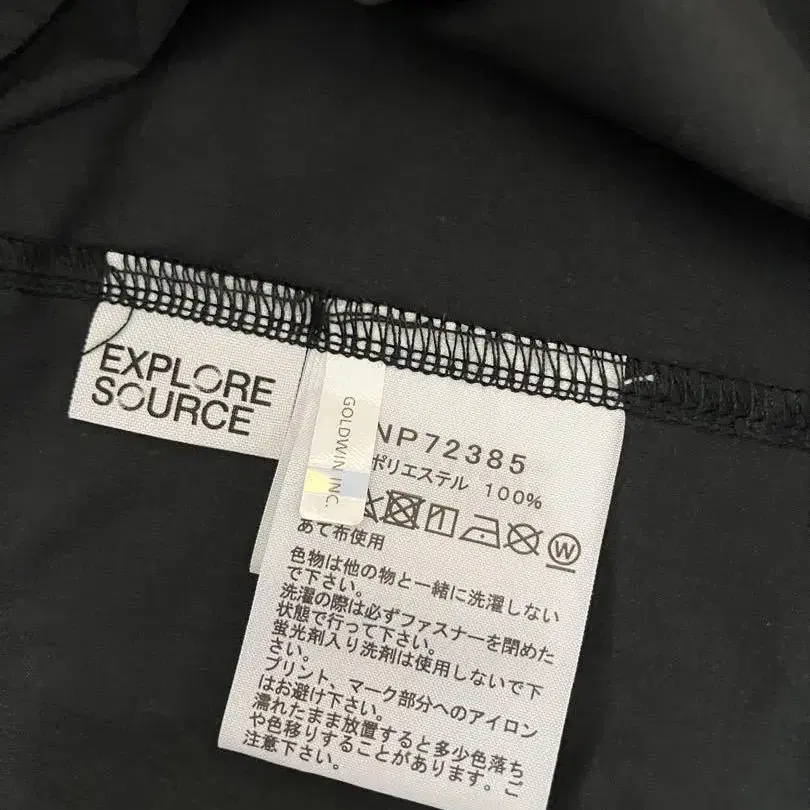 EXPLORE
SOURCE
GOLDWIN INC.
NP72385
ポリエステル 100%
W
あて布使用
色物は他の物と一緒に洗濯しない
で下さい。
洗濯の際は必ずファスナーを閉めた
状態で行って下さい。
蛍光剤入り洗剤は使用しないで下
さい。
プリント、マーク部分へのアイロン
はお避け下さい。
濡れたまま放置すると多少色落ち
や色移りすることがあります。ご
注意下さい。